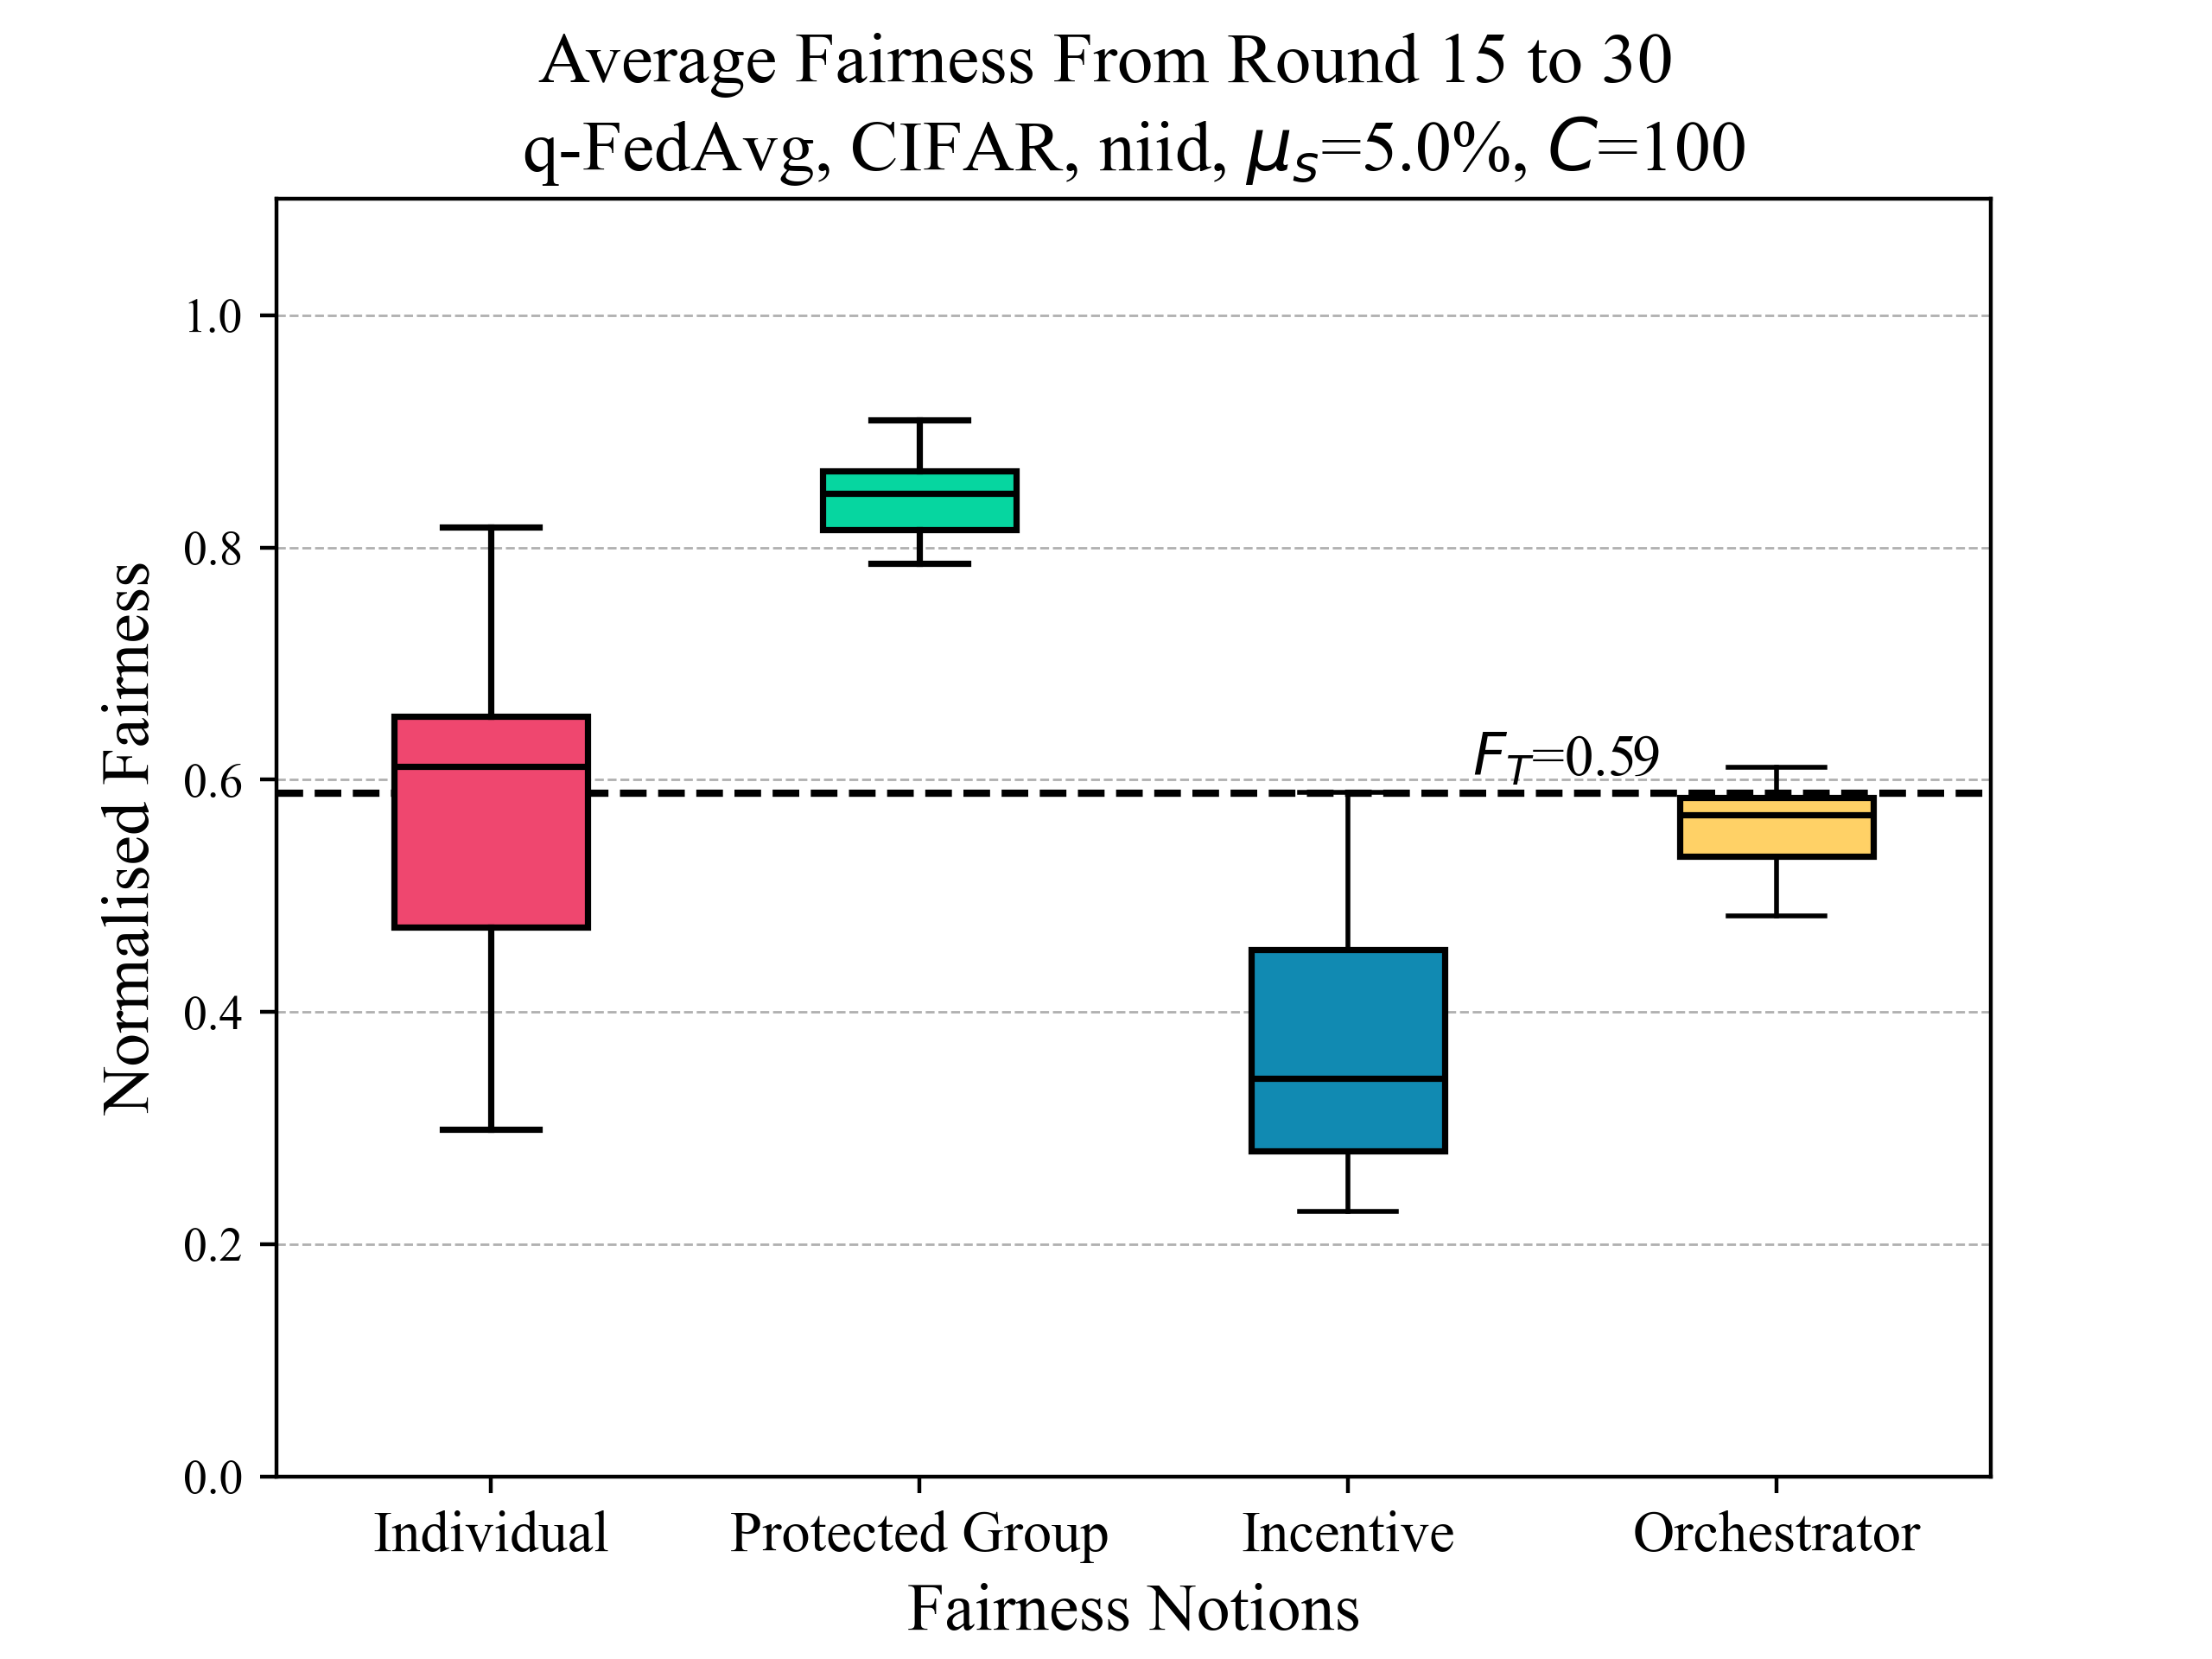 Average Fairness From Round 15 to 30
q-FedAvg, CIFAR, niid, μₛ=5.0%, C=100
Normalised Fairness
1.0
0.8
0.6
0.4
0.2
0.0
F_T=0.59
Individual
Protected Group
Incentive
Orchestrator
Fairness Notions